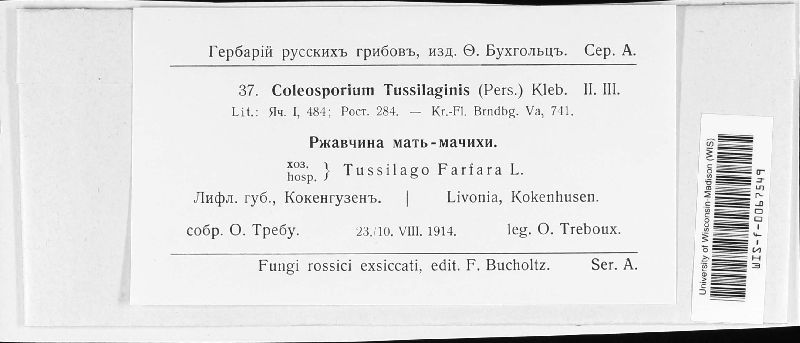 Гербарій русскихъ грибовъ, изд. Ѳ. Бухгольцъ. Сер. А.
37. Coleosporium Tussilaginis (Pers.) Kleb. II. III.
Lit.: Яч. I, 484; Рост. 284. — Kr.-Fl. Brndbg. Va, 741.
Ржавчина мать-мачихи.
хоз. } Tussilago Farfara L.
hosp.
Лифл. губ., Кокенгузенъ. | Livonia, Kokenhusen.
собр. О. Требу. 23./10. VIII. 1914. leg. O. Treboux.
Fungi rossici exsiccati, edit. F. Bucholtz. Ser. A.
University of Wisconsin-Madison (WIS)
WIS-f-0067549